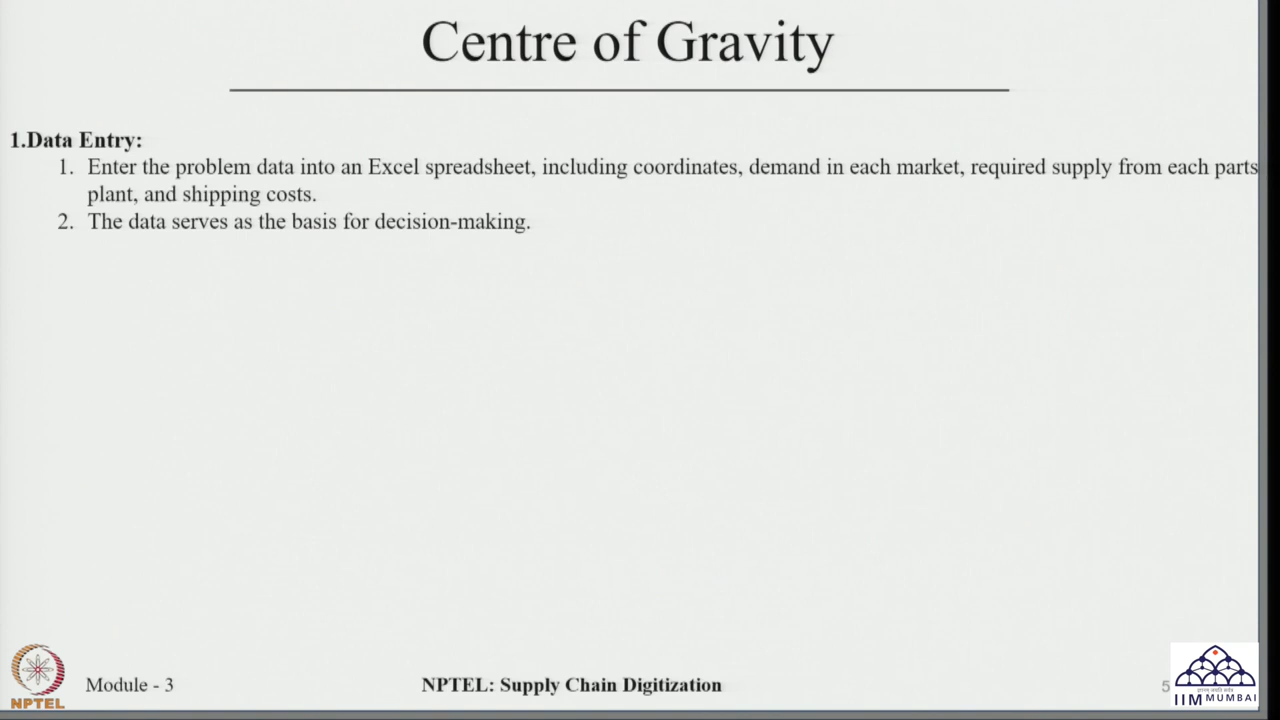 Centre of Gravity
1.Data Entry:
1. Enter the problem data into an Excel spreadsheet, including coordinates, demand in each market, required supply from each parts
plant, and shipping costs.
2. The data serves as the basis for decision-making.
NPTEL
Module - 3
NPTEL: Supply Chain Digitization
5
IIM MUMBAI